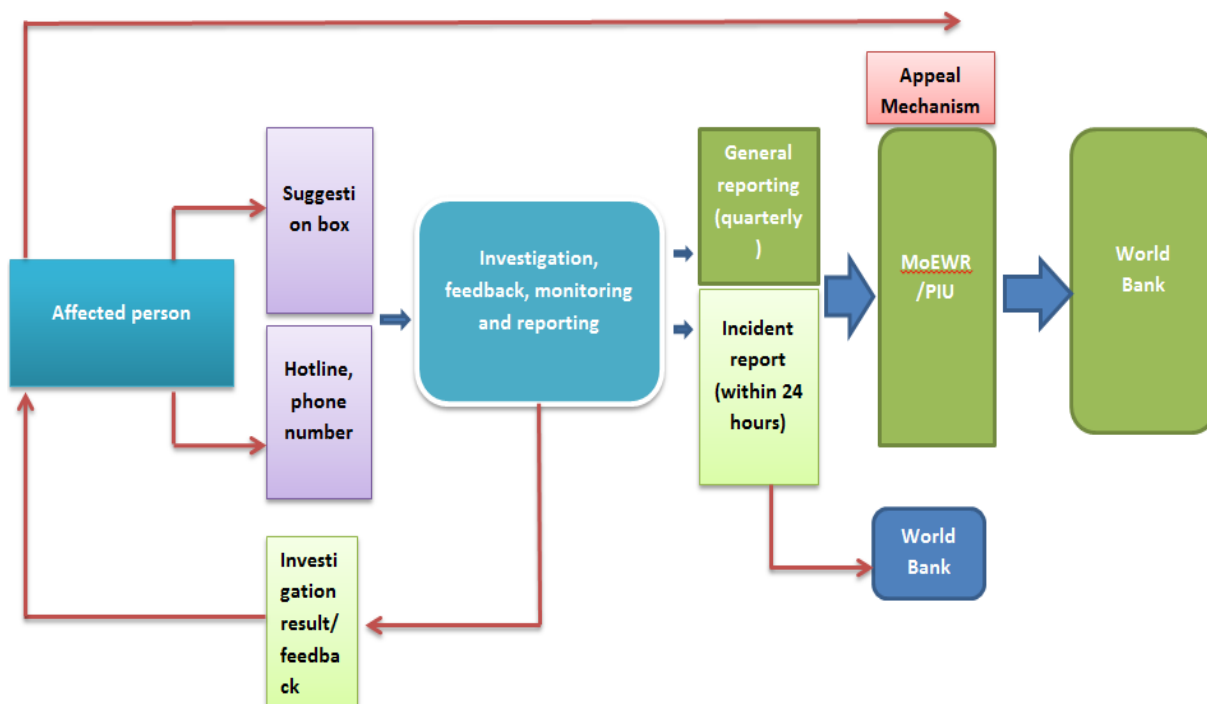 Appeal
Mechanism
Affected person
Suggesti
on box
Hotline,
phone
number
Investigation,
feedback, monitoring
and reporting
General
reporting
(quarterly
)
Incident
report
(within 24
hours)
MoEWR
/PIU
World
Bank
World
Bank
Investi
gation
result/
feedba
ck